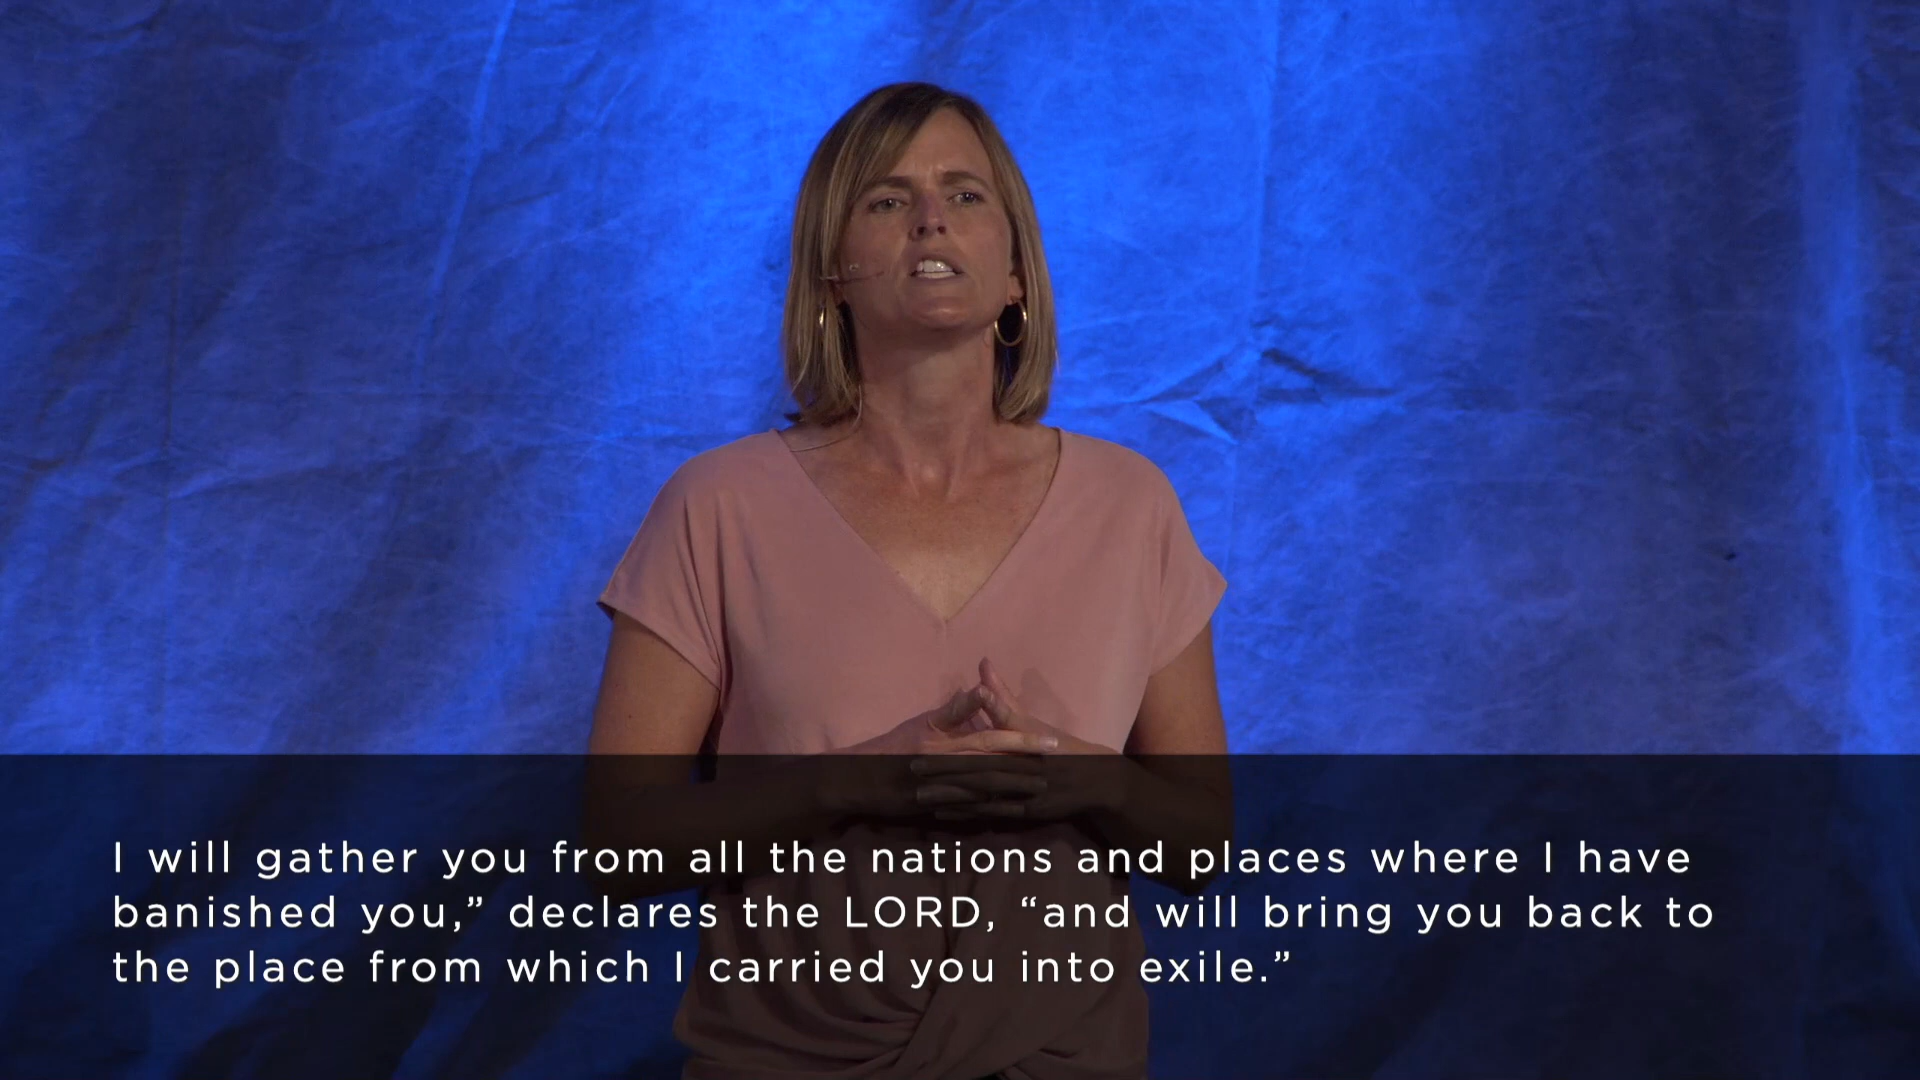 I will gather you from all the nations and places where I have
banished you,” declares the LORD, “and will bring you back to
the place from which I carried you into exile.”